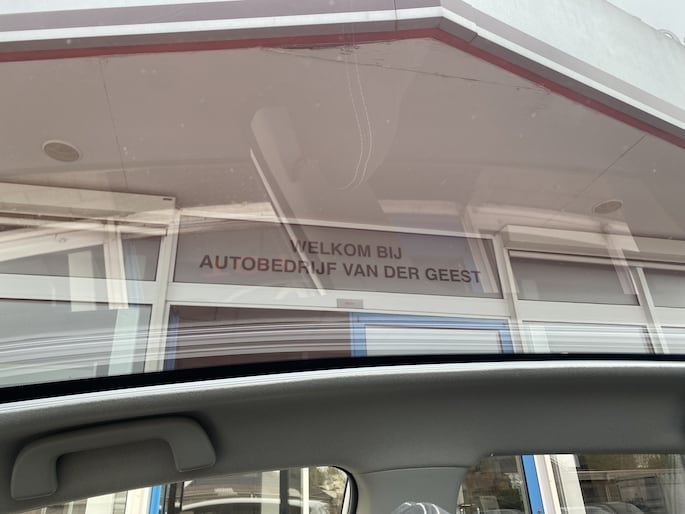 WELKOM BIJ
AUTOBEDRIJF VAN DER GEEST